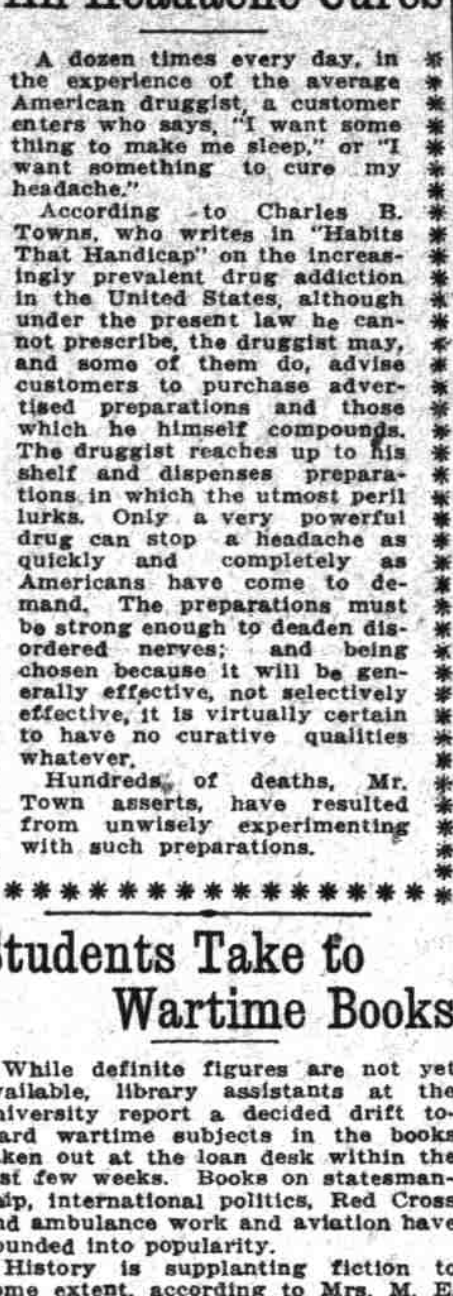 Headache Cures
A dozen times every day, in
the experience of the average
American druggist, a customer
enters who says, "I want some
thing to make me sleep," or "I
want something to cure my
headache."
According to Charles B.
Towns, who writes in "Habits
That Handicap" on the increas-
ingly prevalent drug addiction
in the United States, although
under the present law he can-
not prescribe, the druggist may,
and some of them do, advise
customers to purchase adver-
tised preparations and those
which he himself compounds.
The druggist reaches up to his
shelf and dispenses prepara-
tions in which the utmost peril
lurks. Only a very powerful
drug can stop a headache as
quickly and completely as
Americans have come to de-
mand. The preparations must
be strong enough to deaden dis-
ordered nerves; and being
chosen because it will be gen-
erally effective, not selectively
effective, it is virtually certain
to have no curative qualities
whatever.
Hundreds of deaths, Mr.
Town asserts, have resulted
from unwisely experimenting
with such preparations.
* * * * * * * * * * * * * * * *
tudents Take to
Wartime Books
While definite figures are not yet
vailable, library assistants at the
niversity report a decided drift to-
ard wartime subjects in the books
aken out at the loan desk within the
st few weeks. Books on statesman-
hip, international politics, Red Cross
nd ambulance work and aviation have
ounded into popularity.
History is supplanting fiction to
ome extent, according to Mrs. M. E.